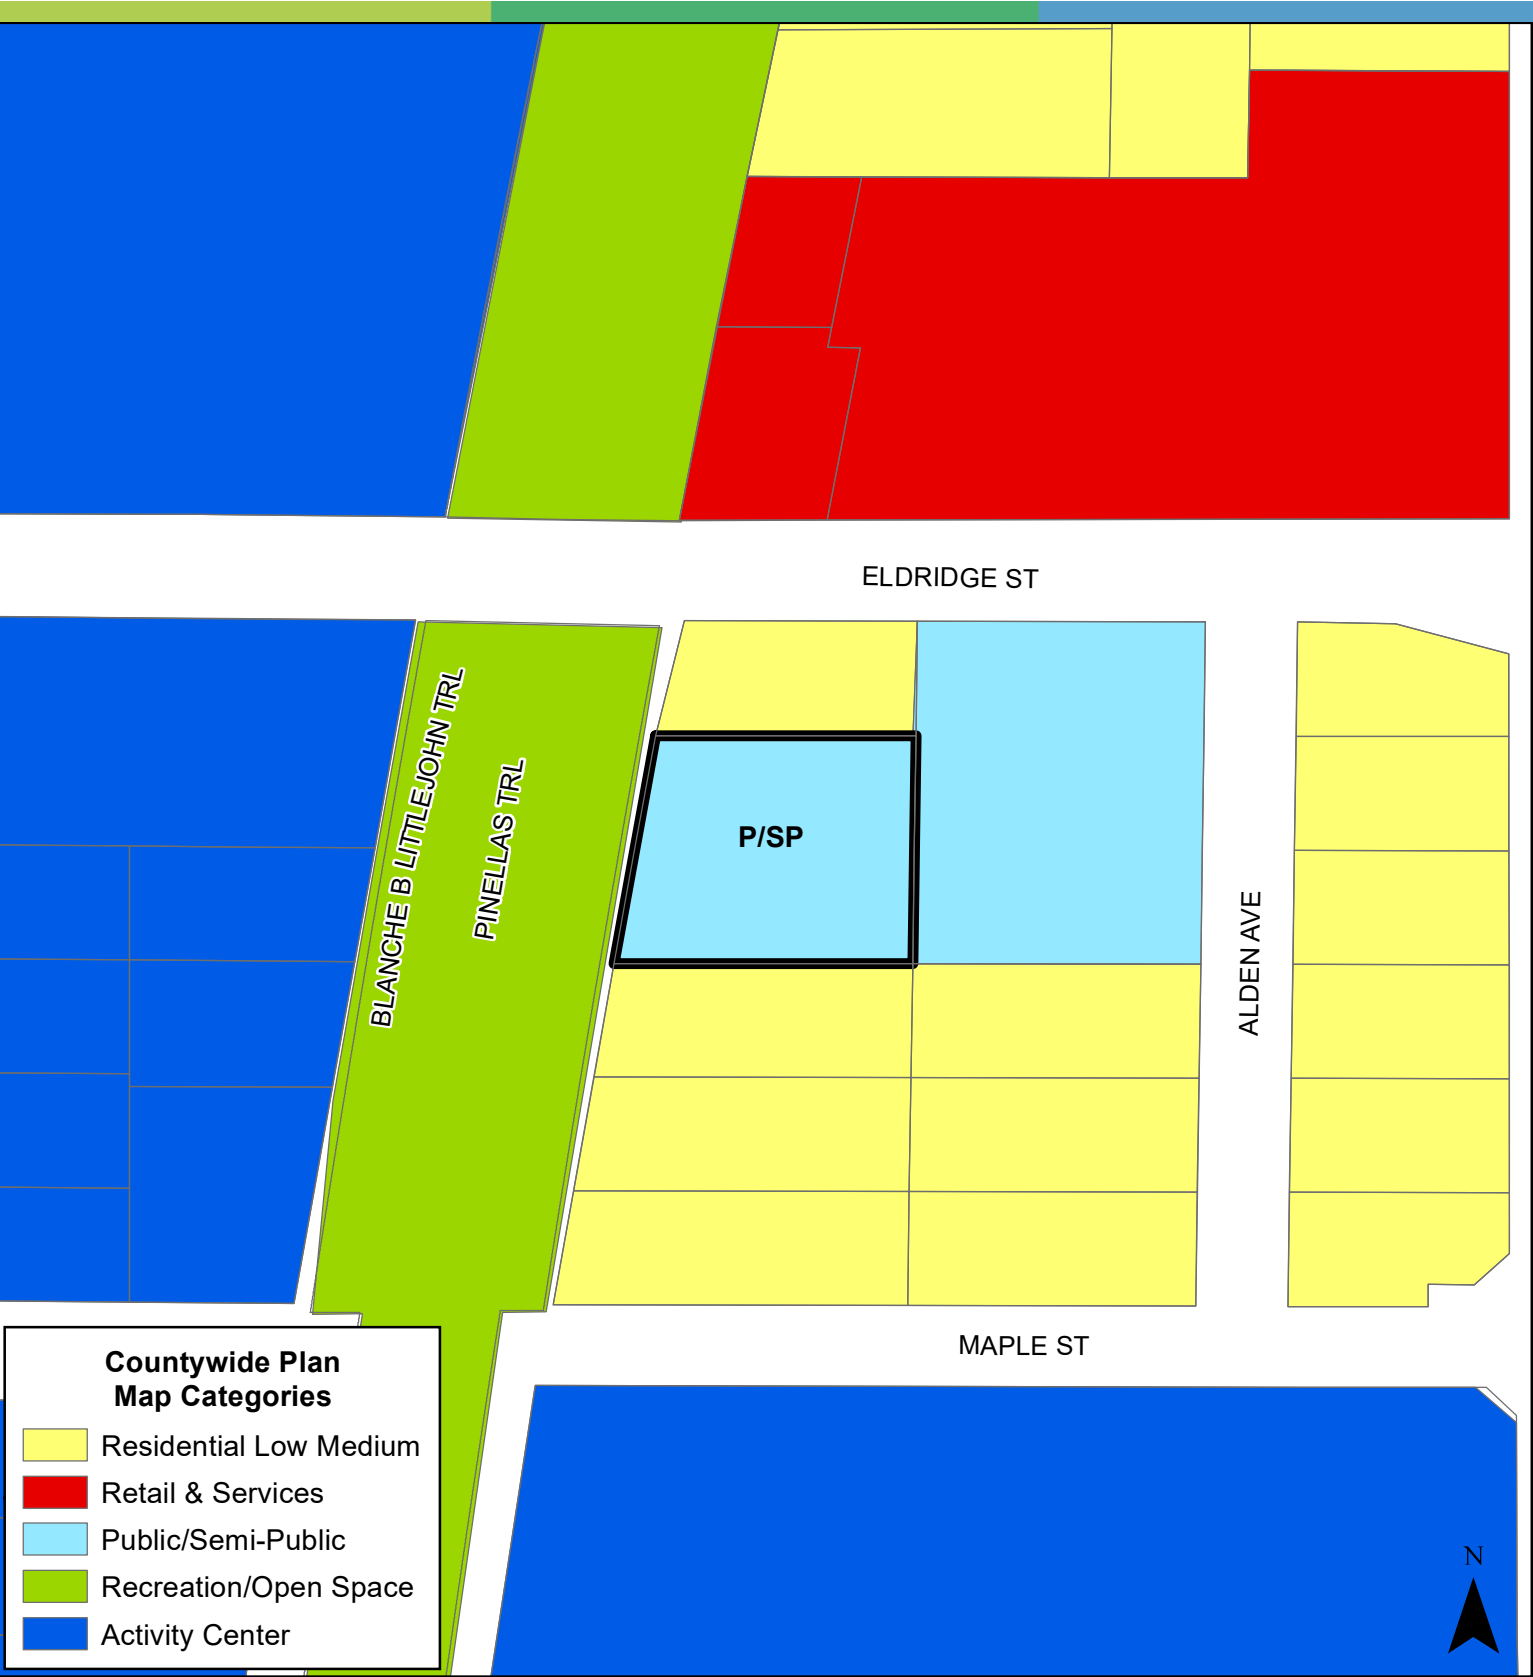 ELDRIDGE ST
BLANCHE B LITTLEJOHN TRL
PINELLAS TRL
P/SP
ALDEN AVE
MAPLE ST
Countywide Plan
Map Categories
Residential Low Medium
Retail & Services
Public/Semi-Public
Recreation/Open Space
Activity Center
N